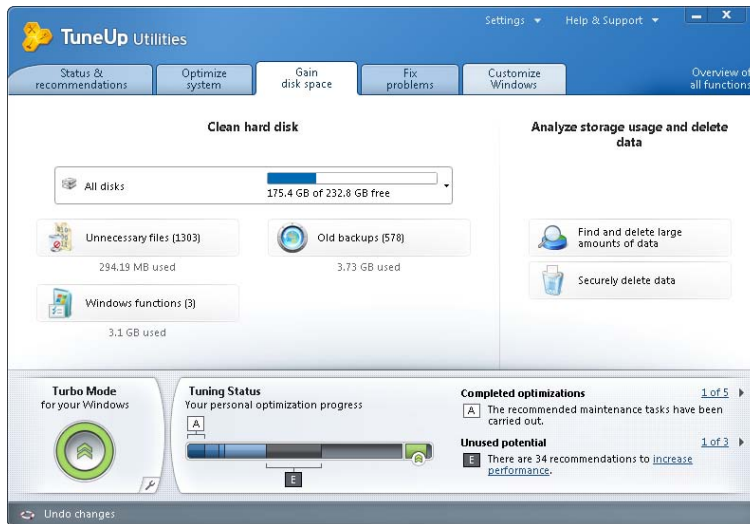 Settings
Help & Support
TuneUp Utilities
Status &
recommendations
Optimize
system
Gain
disk space
Fix
problems
Customize
Windows
Overview of
all functions
Clean hard disk
All disks
175.4 GB of 232.8 GB free
Unnecessary files (1303)
294.19 MB used
Old backups (578)
3.73 GB used
Windows functions (3)
3.1 GB used
Analyze storage usage and delete
data
Find and delete large
amounts of data
Securely delete data
Turbo Mode
for your Windows
Tuning Status
Your personal optimization progress
A
E
Completed optimizations
1 of 5
A The recommended maintenance tasks have been
carried out.
Unused potential
1 of 3
E There are 34 recommendations to increase
performance.
Undo changes